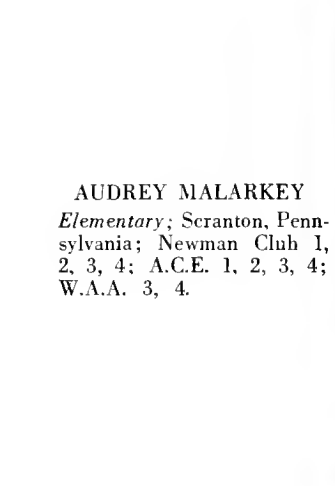 AUDREY MALARKEY
Elementary; Scranton, Penn-
sylvania; Newman Club 1,
2, 3, 4; A.C.E. 1, 2, 3, 4;
W.A.A. 3, 4.